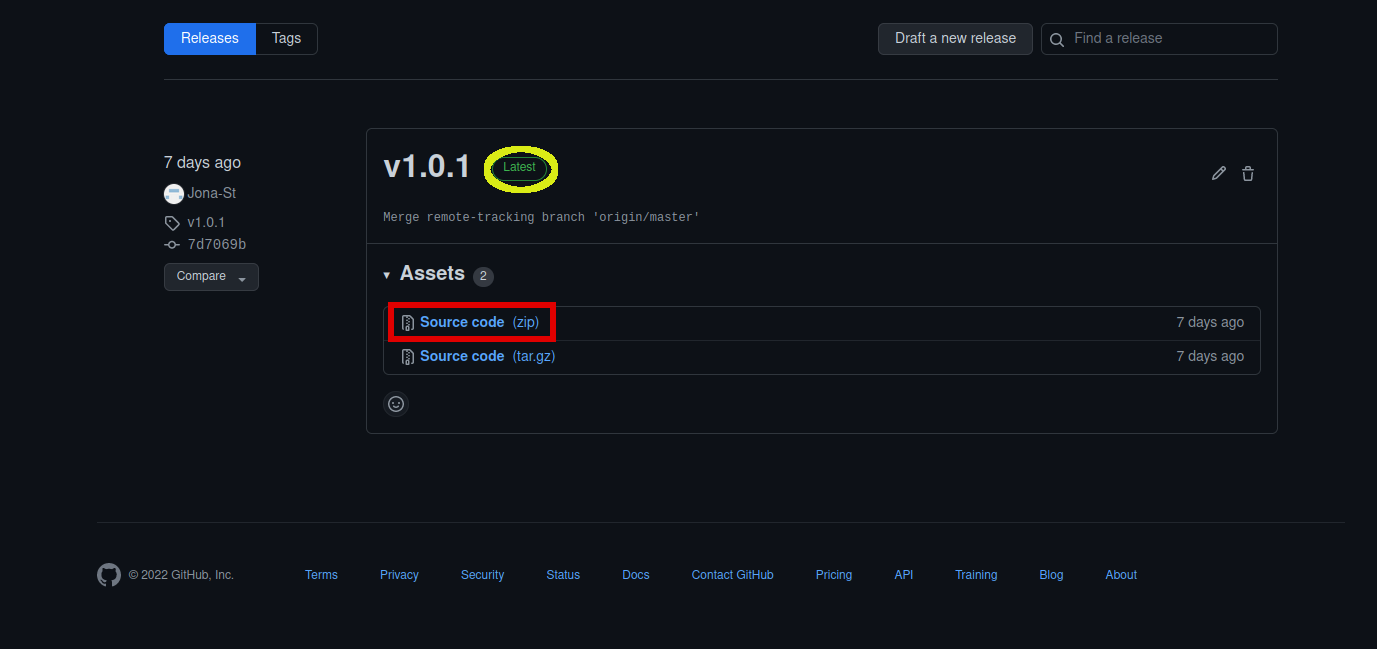 Releases Tags Draft a new release Find a release
7 days ago
Jona-St
v1.0.1
7d7069b
Compare
v1.0.1 Latest
Merge remote-tracking branch 'origin/master'
Assets 2
Source code (zip) 7 days ago
Source code (tar.gz) 7 days ago
© 2022 GitHub, Inc. Terms Privacy Security Status Docs Contact GitHub Pricing API Training Blog About